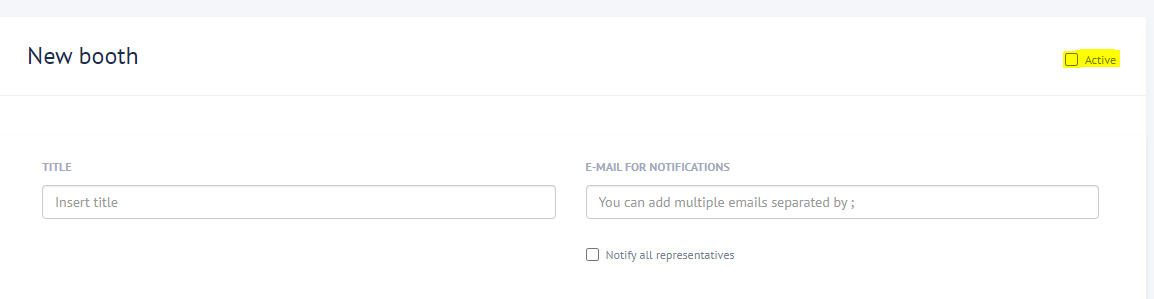 New booth
Active
TITLE
E-MAIL FOR NOTIFICATIONS
Insert title
You can add multiple emails separated by ;
Notify all representatives